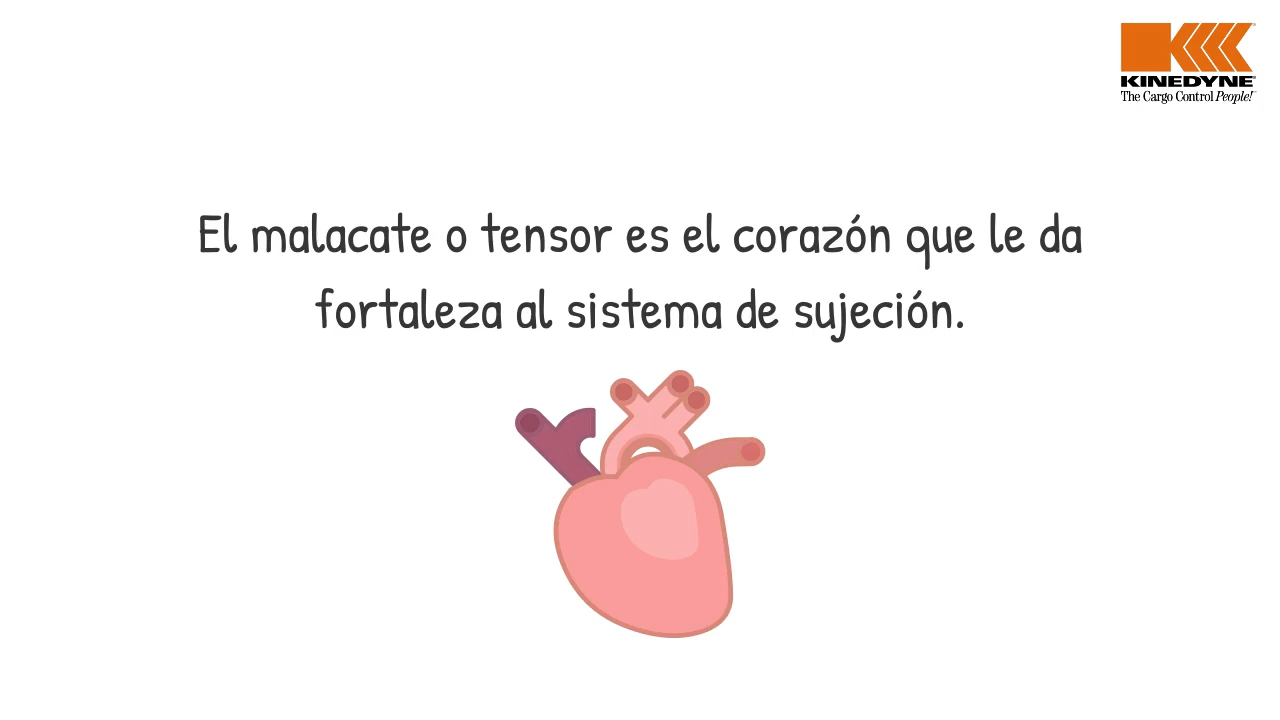 KINEDYNE
The Cargo Control People!
El malacate o tensor es el corazón que le da
fortaleza al sistema de sujeción.